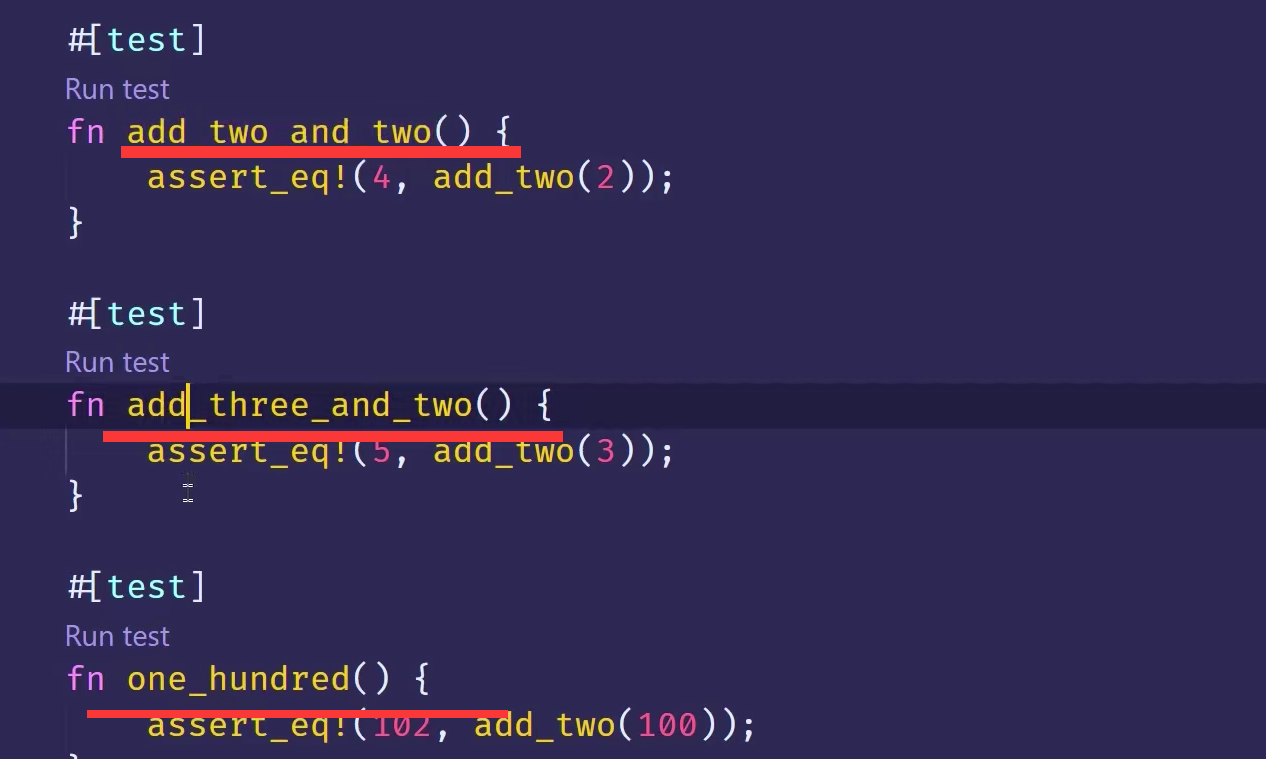 #[test]
Run test
fn add_two_and_two() {
assert_eq!(4, add_two(2));
}
#[test]
Run test
fn add_three_and_two() {
assert_eq!(5, add_two(3));
}
#[test]
Run test
fn one_hundred() {
assert_eq!(102, add_two(100));
}